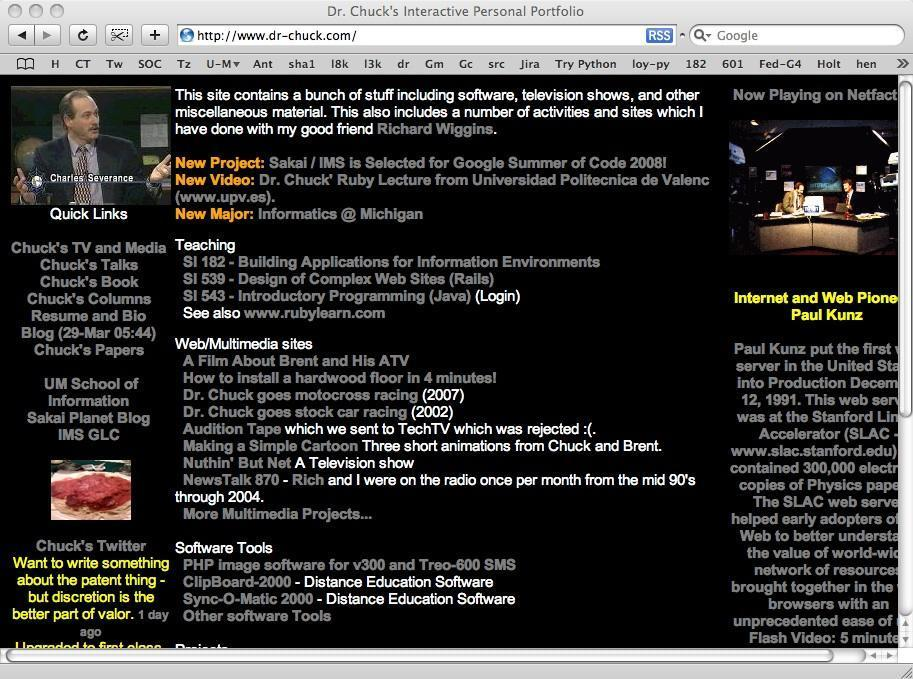 Dr. Chuck's Interactive Personal Portfolio
http://www.dr-chuck.com/
RSS
Google
H CT Tw SOC Tz U-M▾ Ant sha1 l8k l3k dr Gm Gc src Jira Try Python loy-py 182 601 Fed-G4 Holt hen »
Charles Severance
Quick Links
Chuck's TV and Media
Chuck's Talks
Chuck's Book
Chuck's Columns
Resume and Bio
Blog (29-Mar 05:44)
Chuck's Papers
UM School of
Information
Sakai Planet Blog
IMS GLC
Chuck's Twitter
Want to write something
about the patent thing -
but discretion is the
better part of valor. 1 day
ago
Upgraded to first class
This site contains a bunch of stuff including software, television shows, and other
miscellaneous material. This also includes a number of activities and sites which I
have done with my good friend Richard Wiggins.
New Project: Sakai / IMS is Selected for Google Summer of Code 2008!
New Video: Dr. Chuck' Ruby Lecture from Universidad Politecnica de Valenc
(www.upv.es).
New Major: Informatics @ Michigan
Teaching
SI 182 - Building Applications for Information Environments
SI 539 - Design of Complex Web Sites (Rails)
SI 543 - Introductory Programming (Java) (Login)
See also www.rubylearn.com
Web/Multimedia sites
A Film About Brent and His ATV
How to install a hardwood floor in 4 minutes!
Dr. Chuck goes motocross racing (2007)
Dr. Chuck goes stock car racing (2002)
Audition Tape which we sent to TechTV which was rejected :(.
Making a Simple Cartoon Three short animations from Chuck and Brent.
Nuthin' But Net A Television show
NewsTalk 870 - Rich and I were on the radio once per month from the mid 90's
through 2004.
More Multimedia Projects...
Software Tools
PHP image software for v300 and Treo-600 SMS
ClipBoard-2000 - Distance Education Software
Sync-O-Matic 2000 - Distance Education Software
Other software Tools
Projects
Now Playing on Netfact
Internet and Web Pione
Paul Kunz
Paul Kunz put the first
server in the United Sta
into Production Decem
12, 1991. This web serv
was at the Stanford Lin
Accelerator (SLAC -
www.slac.stanford.edu)
contained 300,000 electr
copies of Physics pape
The SLAC web serve
helped early adopters of
Web to better understa
the value of world-wid
network of resources
brought together in the
browsers with an
unprecedented ease of
Flash Video: 5 minute